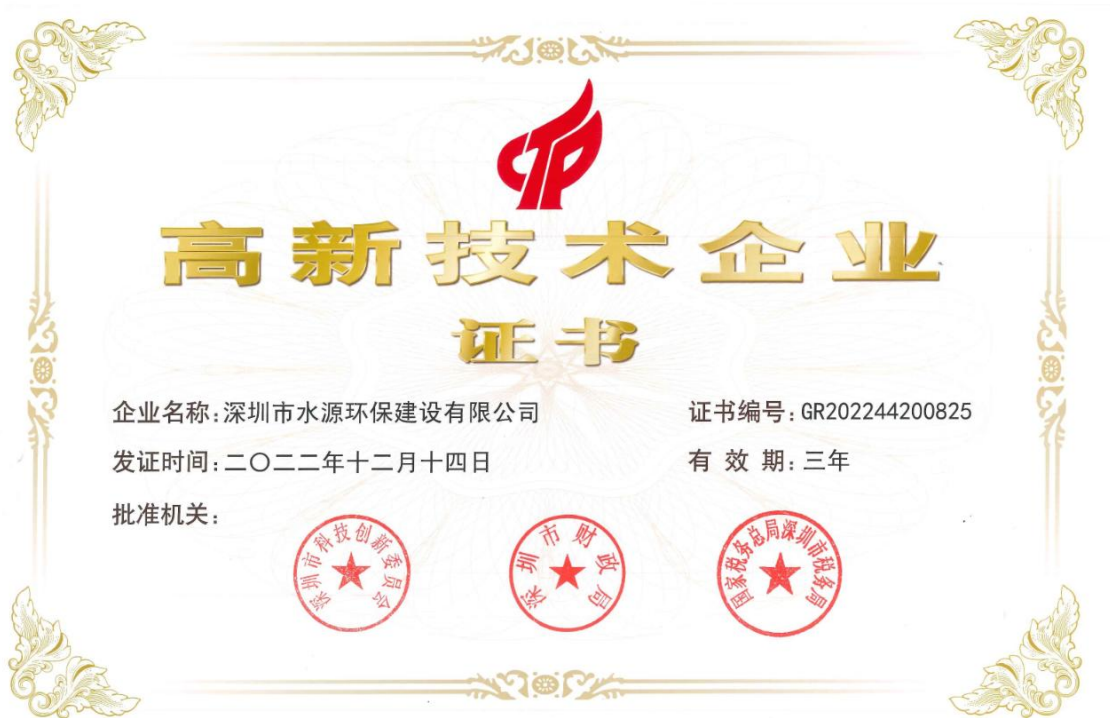 高新技术企业
证书
企业名称:深圳市水源环保建设有限公司
证书编号:GR202244200825
发证时间:二〇二二年十二月十四日
有效期:三年
批准机关:
深圳市科技创新委员会
深圳市财政局
国家税务总局深圳市税务局